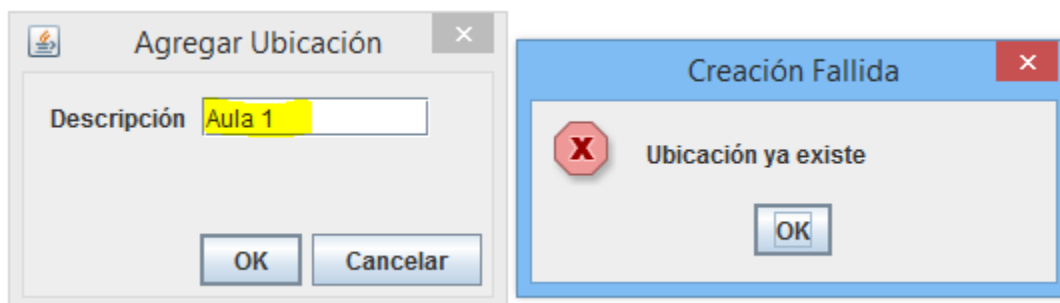 Agregar Ubicación
Descripción Aula 1
OK Cancelar
Creación Fallida
Ubicación ya existe
OK